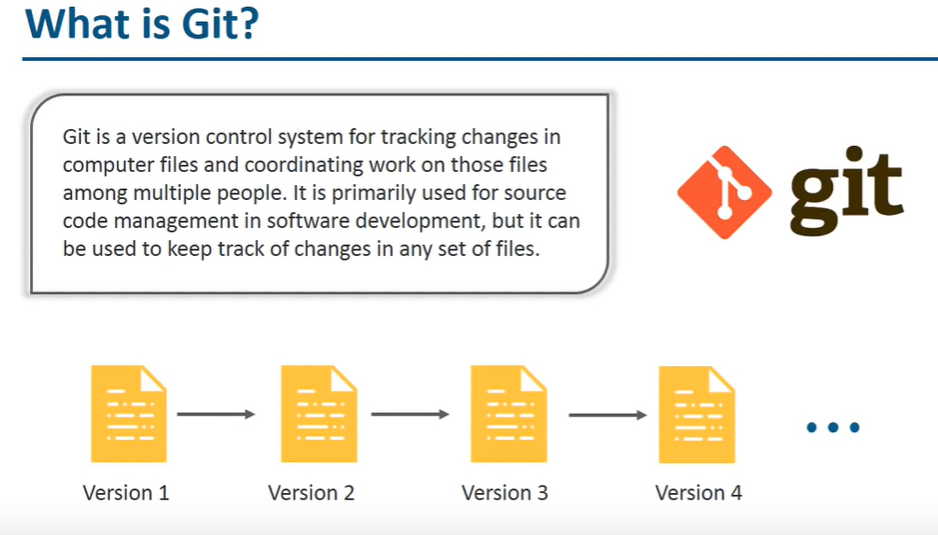 What is Git?
Git is a version control system for tracking changes in
computer files and coordinating work on those files
among multiple people. It is primarily used for source
code management in software development, but it can
be used to keep track of changes in any set of files.
git
Version 1
Version 2
Version 3
Version 4